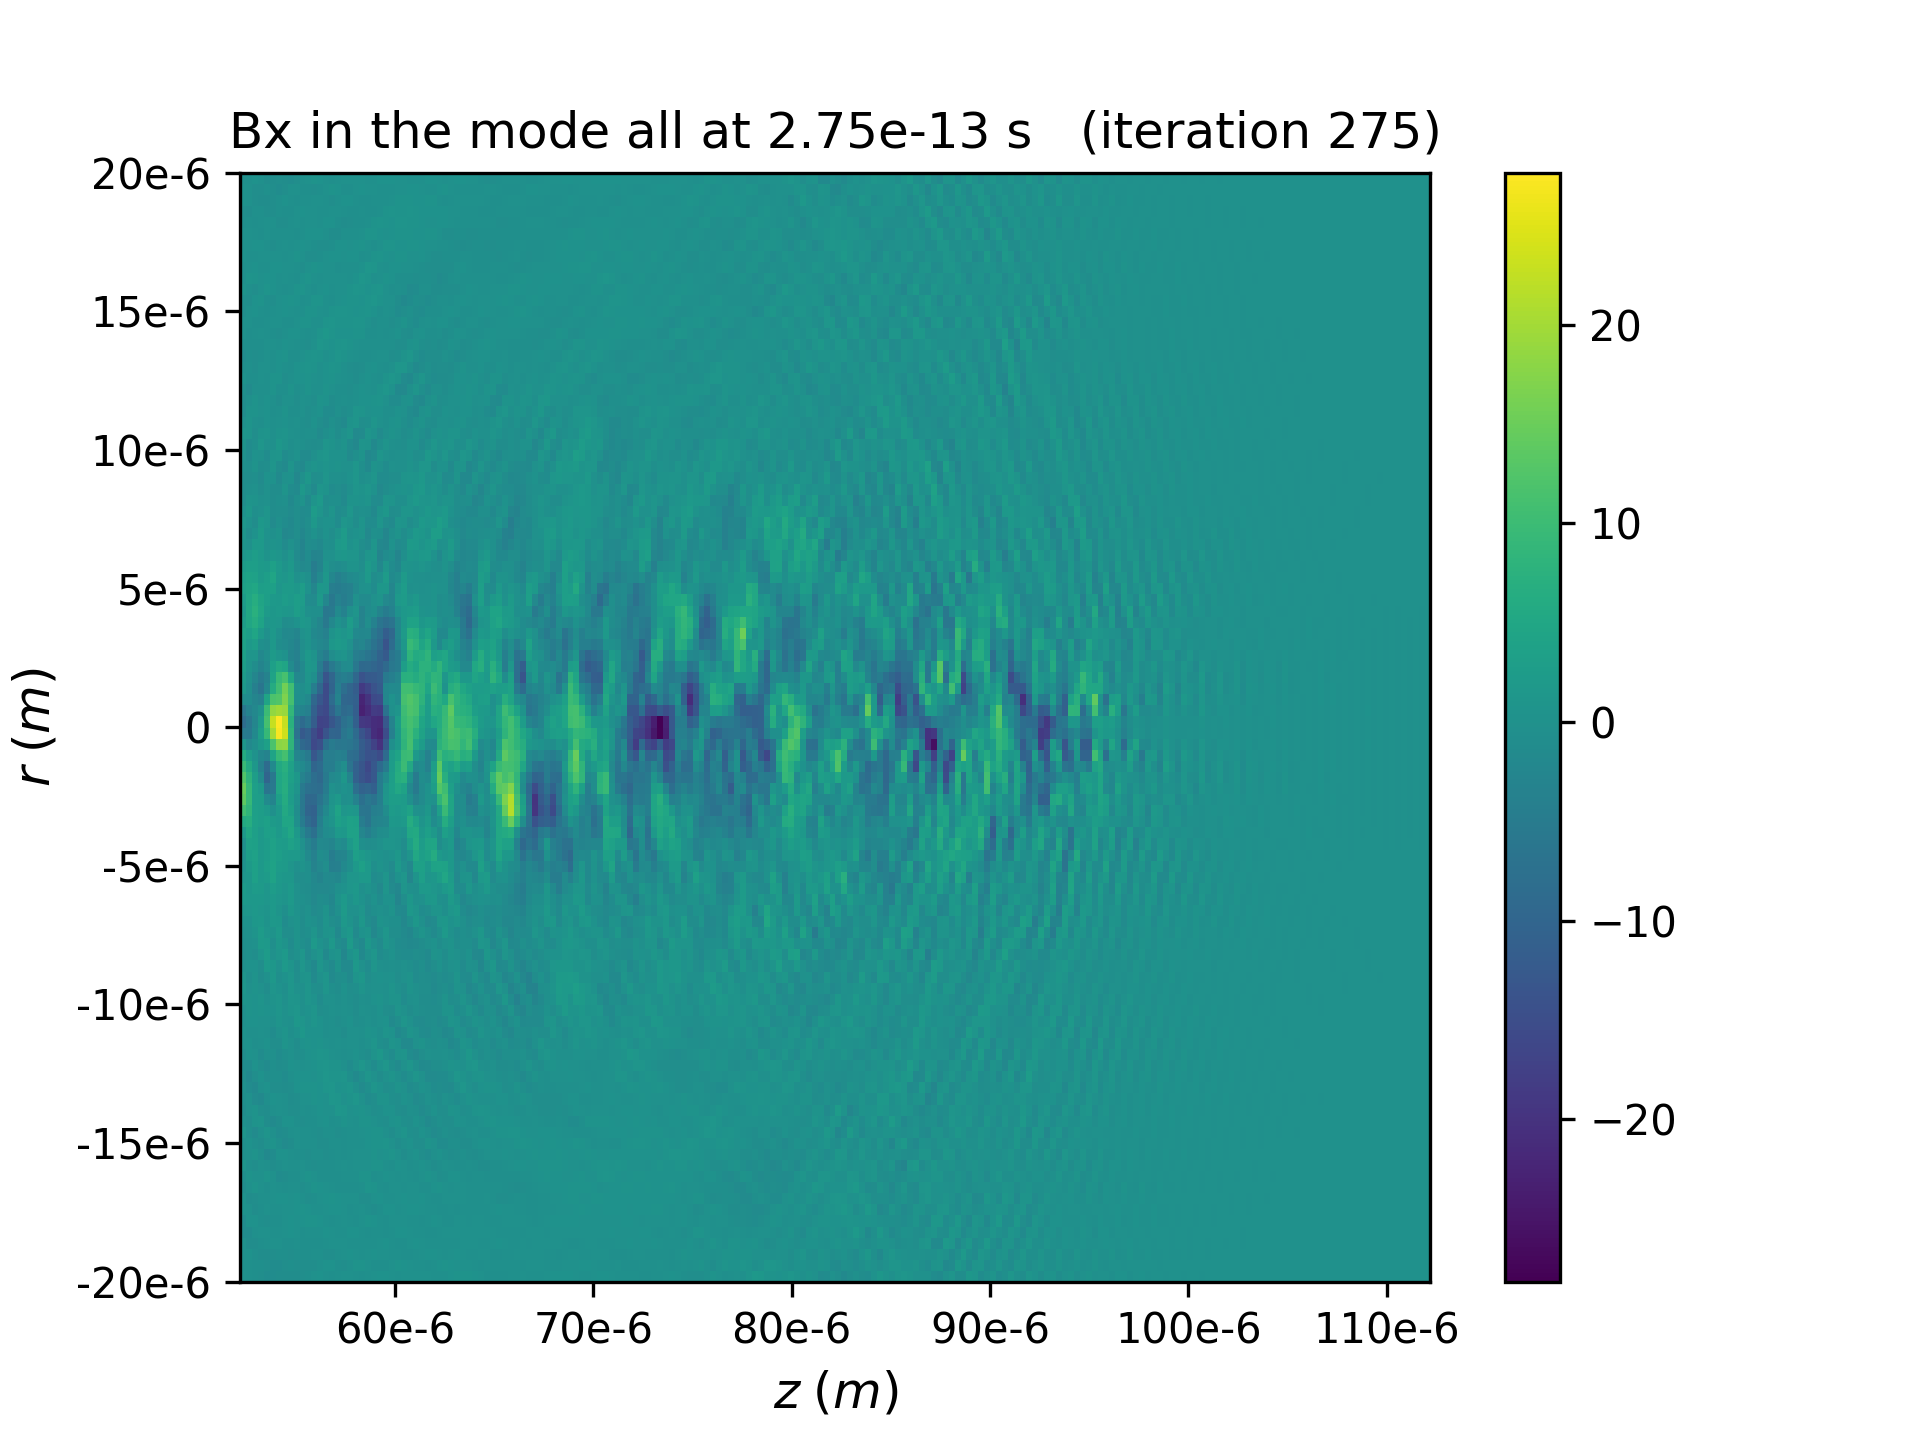 Bx in the mode all at 2.75e-13 s (iteration 275)
20e-6
15e-6
10e-6
5e-6
0
-5e-6
-10e-6
-15e-6
-20e-6
r (m)
60e-6 70e-6 80e-6 90e-6 100e-6 110e-6
z (m)
20
10
0
−10
−20